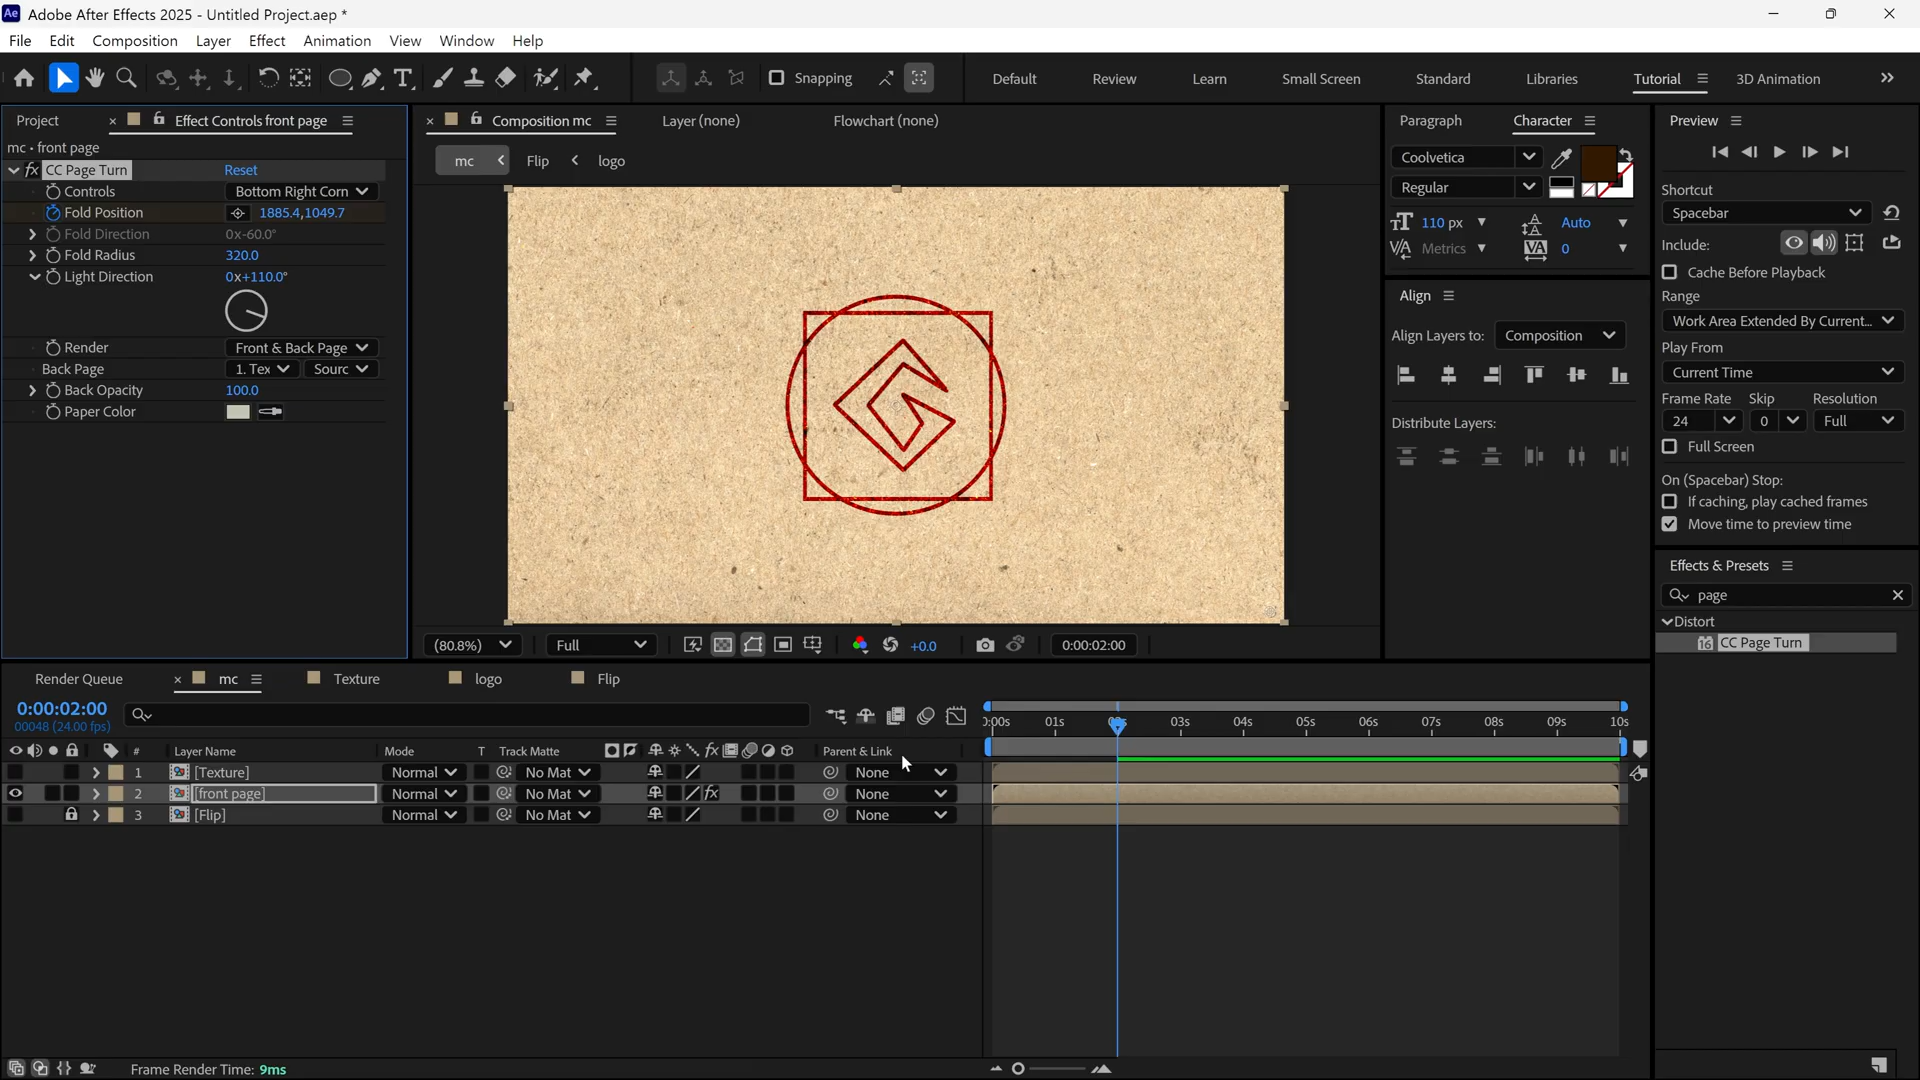 Ae Adobe After Effects 2025 - Untitled Project.aep *
File Edit Composition Layer Effect Animation View Window Help
Snapping Default Review Learn Small Screen Standard Libraries Tutorial 3D Animation
Project × Effect Controls front page
mc • front page
fx CC Page Turn Reset
Controls Bottom Right Corn
Fold Position 1885.4,1049.7
Fold Direction 0x-60.0°
Fold Radius 320.0
Light Direction 0x+110.0°
Render Front & Back Page
Back Page 1. Tex Sourc
Back Opacity 100.0
Paper Color
× Composition mc Layer (none) Flowchart (none)
mc Flip logo
(80.8%) Full +0.0 0:00:02:00
Paragraph Character
Coolvetica
Regular
110 px Auto
Metrics 0
Align
Align Layers to: Composition
Distribute Layers:
Preview
Shortcut
Spacebar
Include:
Cache Before Playback
Range
Work Area Extended By Current...
Play From
Current Time
Frame Rate Skip Resolution
24 0 Full
Full Screen
On (Spacebar) Stop:
If caching, play cached frames
Move time to preview time
Effects & Presets
page
Distort
CC Page Turn
Render Queue × mc Texture logo Flip
0:00:02:00
00048 (24.00 fps)
:00s 01s 02s 03s 04s 05s 06s 07s 08s 09s 10s
# Layer Name Mode T Track Matte fx Parent & Link
1 [Texture] Normal No Mat None
2 [front page] Normal No Mat fx None
3 [Flip] Normal No Mat None
Frame Render Time: 9ms